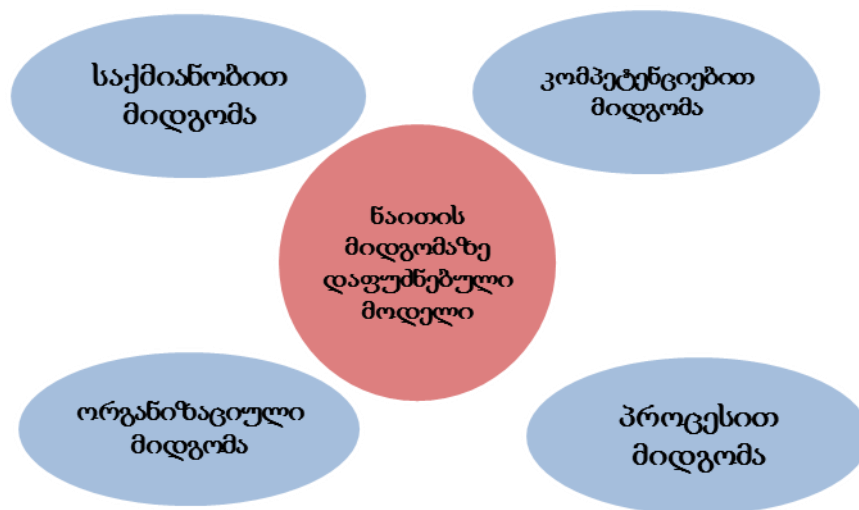 საქმიანობით
მიდგომა
კომპეტენციებით
მიდგომა
ნაითის
მიდგომაზე
დაფუძნებული
მოდელი
ორგანიზაციული
მიდგომა
პროცესით
მიდგომა